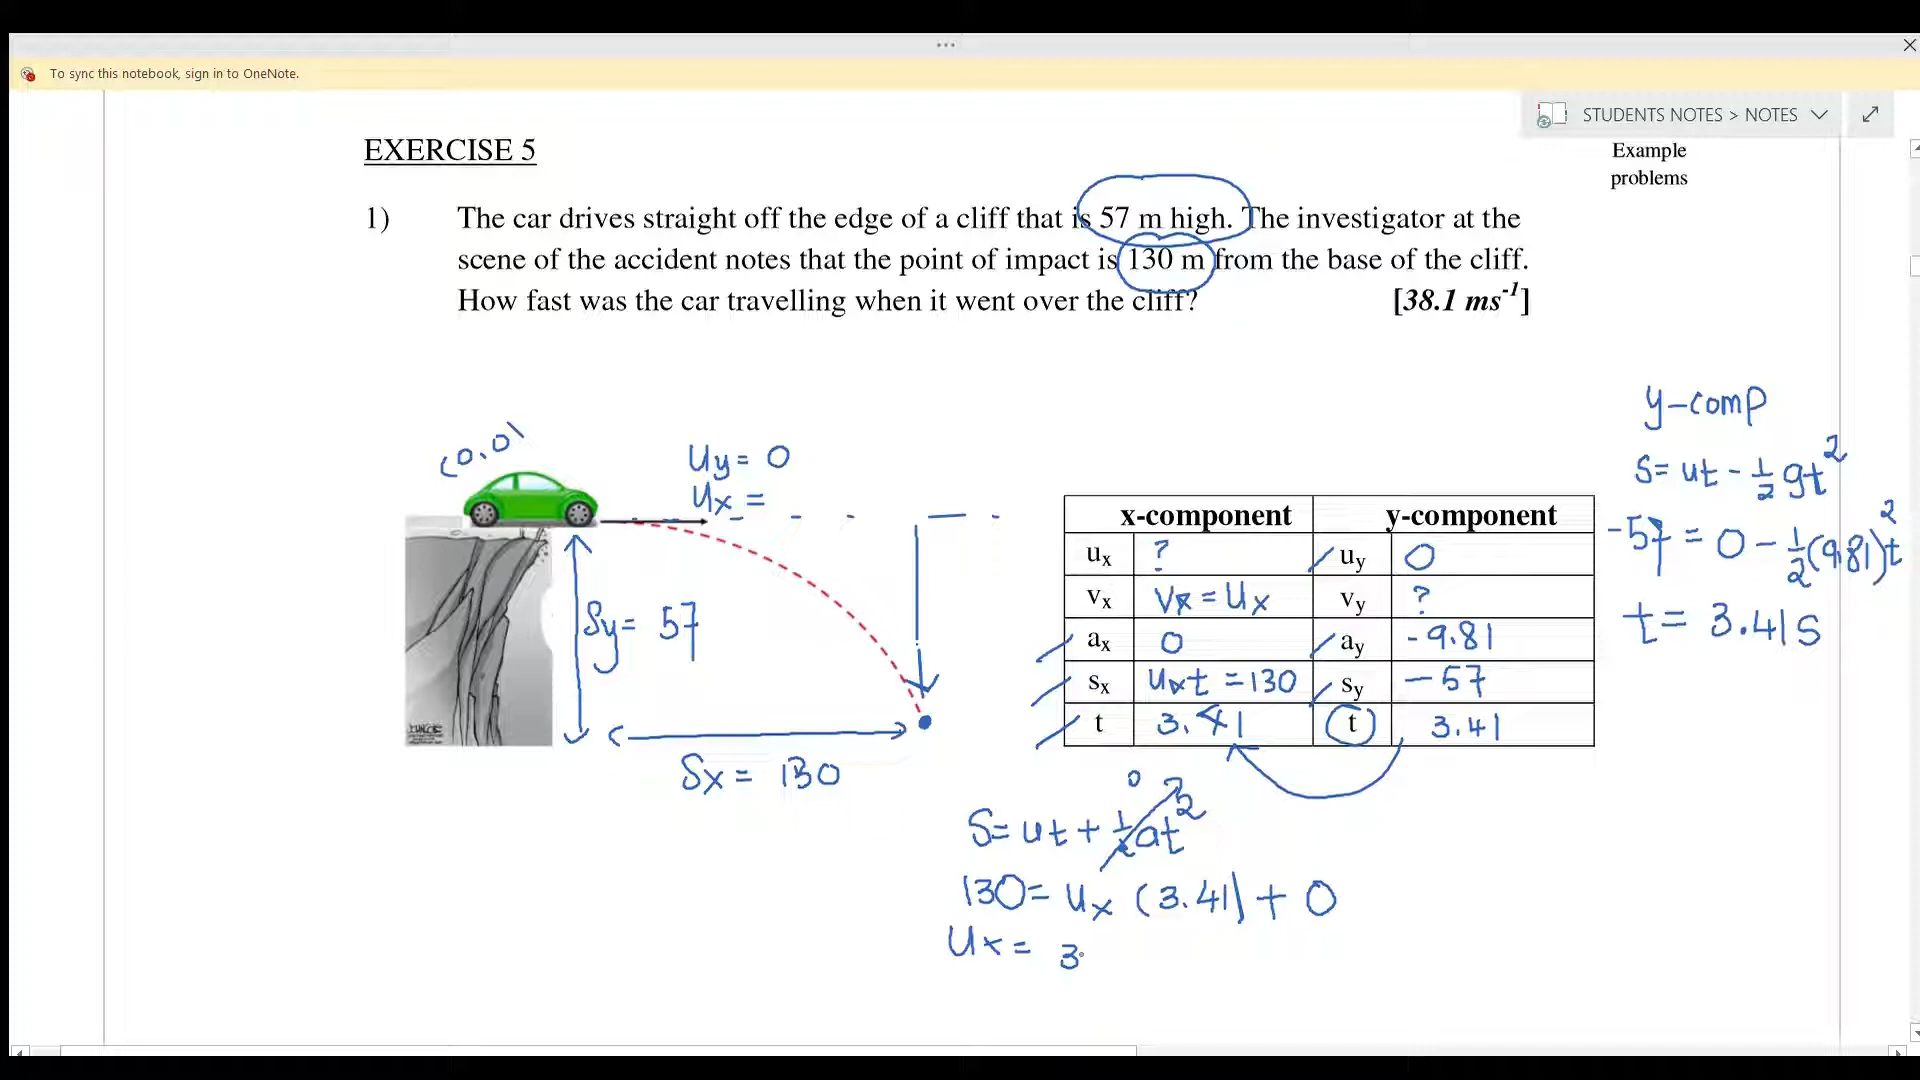 To sync this notebook, sign in to OneNote.
STUDENTS NOTES > NOTES
EXERCISE 5
Example
problems
1) The car drives straight off the edge of a cliff that is 57 m high. The investigator at the
scene of the accident notes that the point of impact is 130 m from the base of the cliff.
How fast was the car travelling when it went over the cliff? [38.1 ms⁻¹]
(0,0)
Uy = 0
Ux =
Sy = 57
Sx = 130
x-component y-component
uₓ ? uᵧ 0
vₓ Vx = Ux vᵧ ?
aₓ 0 aᵧ -9.81
sₓ Uxt = 130 sᵧ -57
t 3.41 t 3.41
y-comp
S = ut - ½gt²
-57 = 0 - ½(9.81)t²
t = 3.41 s
0
S = ut + ½at²
130 = Ux (3.41) + 0
Ux = 3